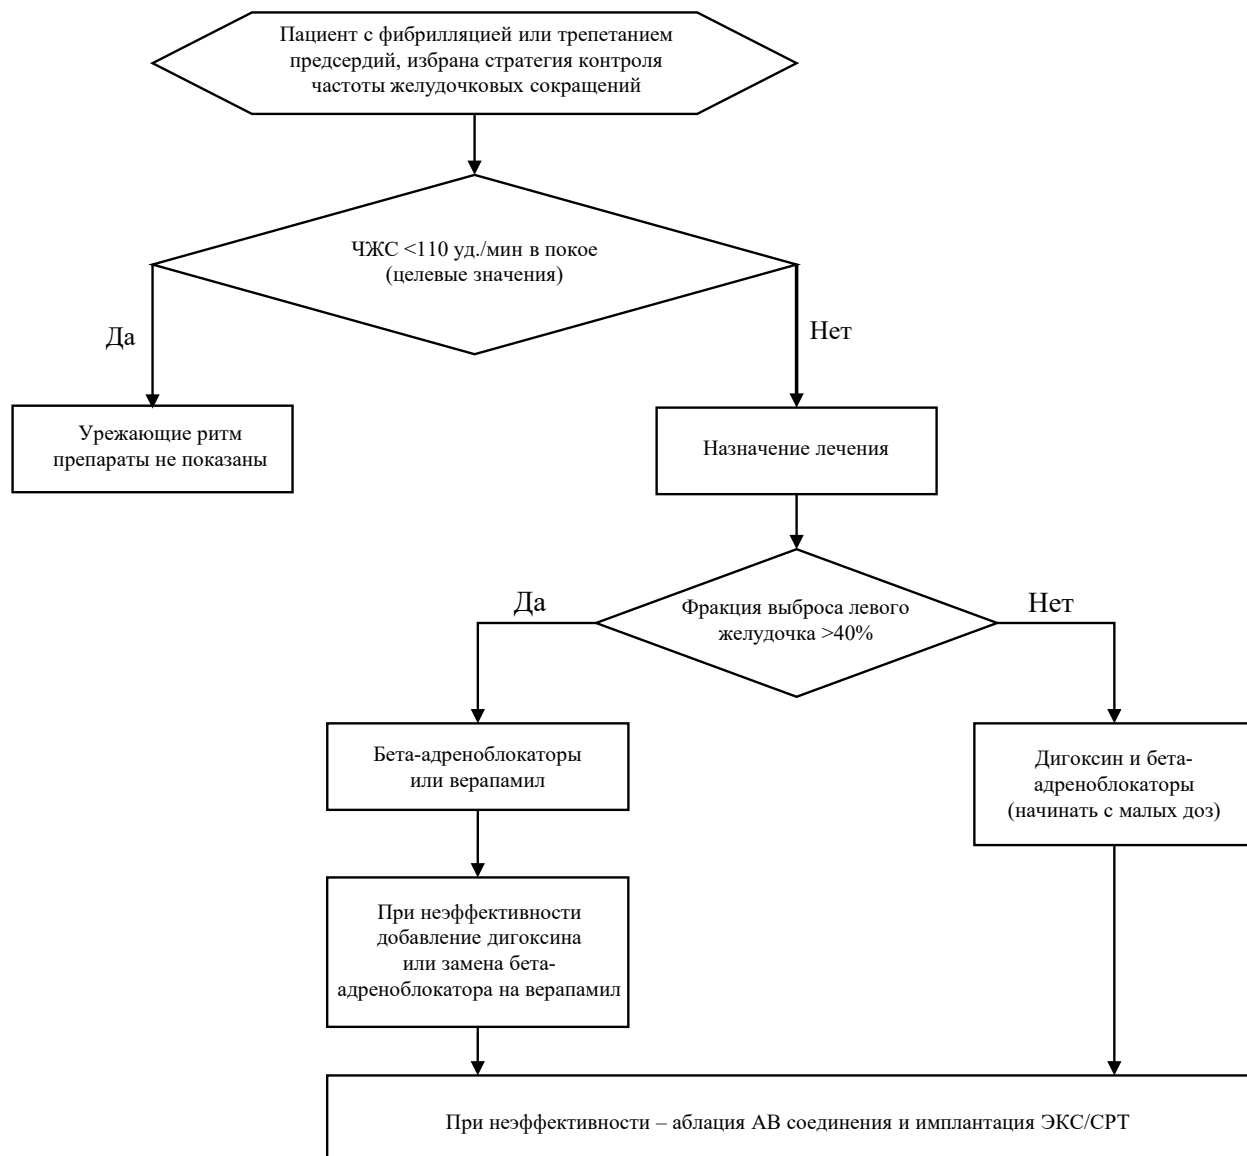 Пациент с фибрилляцией или трепетанием
предсердий, избрана стратегия контроля
частоты желудочковых сокращений
ЧЖС <110 уд./мин в покое
(целевые значения)
Да
Нет
Урежающие ритм
препараты не показаны
Назначение лечения
Да
Фракция выброса левого
желудочка >40%
Нет
Бета-адреноблокаторы
или верапамил
Дигоксин и бета-
адреноблокаторы
(начинать с малых доз)
При неэффективности
добавление дигоксина
или замена бета-
адреноблокатора на верапамил
При неэффективности – аблация АВ соединения и имплантация ЭКС/СРТ